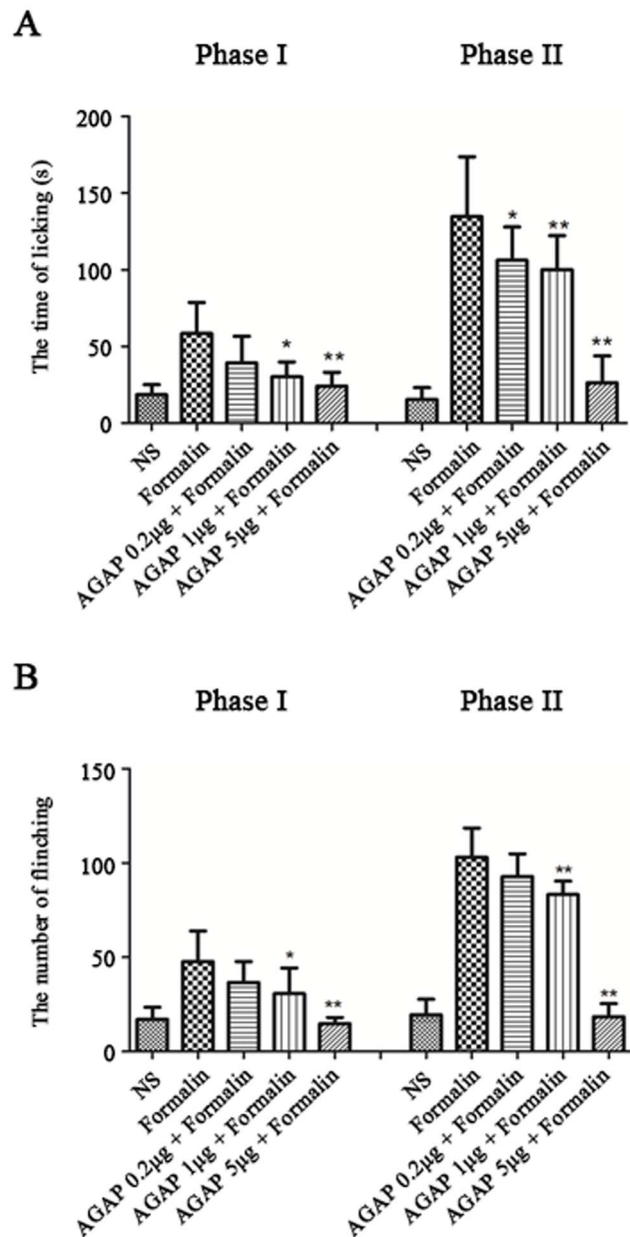 A
Phase I Phase II
The time of licking (s)
200
150
100
50
0
* ** * ** **
NS Formalin AGAP 0.2μg + Formalin AGAP 1μg + Formalin AGAP 5μg + Formalin NS Formalin AGAP 0.2μg + Formalin AGAP 1μg + Formalin AGAP 5μg + Formalin
B
Phase I Phase II
The number of flinching
150
100
50
0
* ** ** **
NS Formalin AGAP 0.2μg + Formalin AGAP 1μg + Formalin AGAP 5μg + Formalin NS Formalin AGAP 0.2μg + Formalin AGAP 1μg + Formalin AGAP 5μg + Formalin